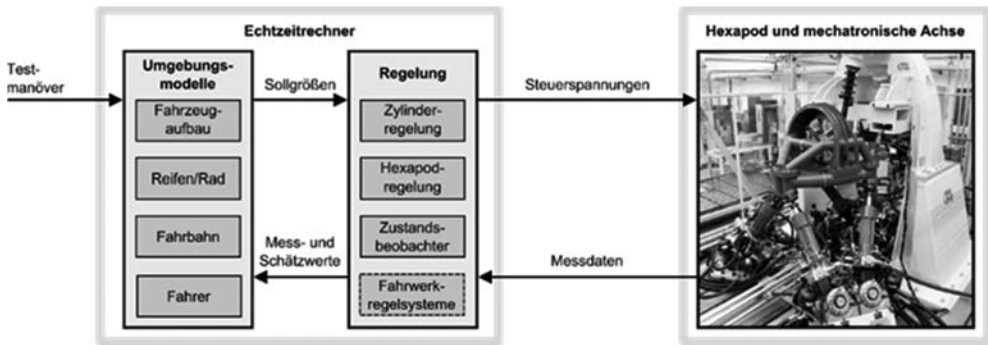 Echtzeitrechner
Hexapod und mechatronische Achse
Test-
manöver
Umgebungs-
modelle
Fahrzeug-
aufbau
Reifen/Rad
Fahrbahn
Fahrer
Sollgrößen
Mess- und
Schätzwerte
Regelung
Zylinder-
regelung
Hexapod-
regelung
Zustands-
beobachter
Fahrwerk-
regelsysteme
Steuerspannungen
Messdaten